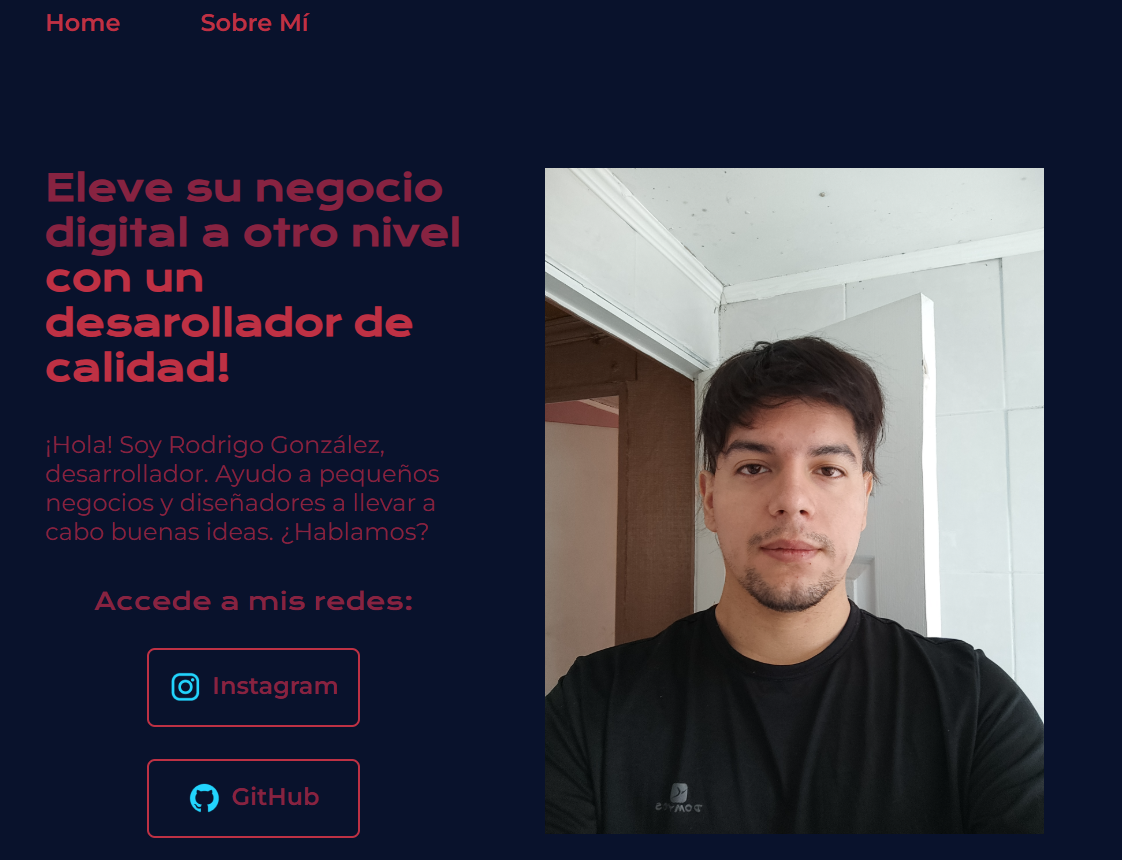 Home Sobre Mí
Eleve su negocio
digital a otro nivel
con un
desarollador de
calidad!
¡Hola! Soy Rodrigo González,
desarrollador. Ayudo a pequeños
negocios y diseñadores a llevar a
cabo buenas ideas. ¿Hablamos?
Accede a mis redes:
Instagram
GitHub
DOMYOS